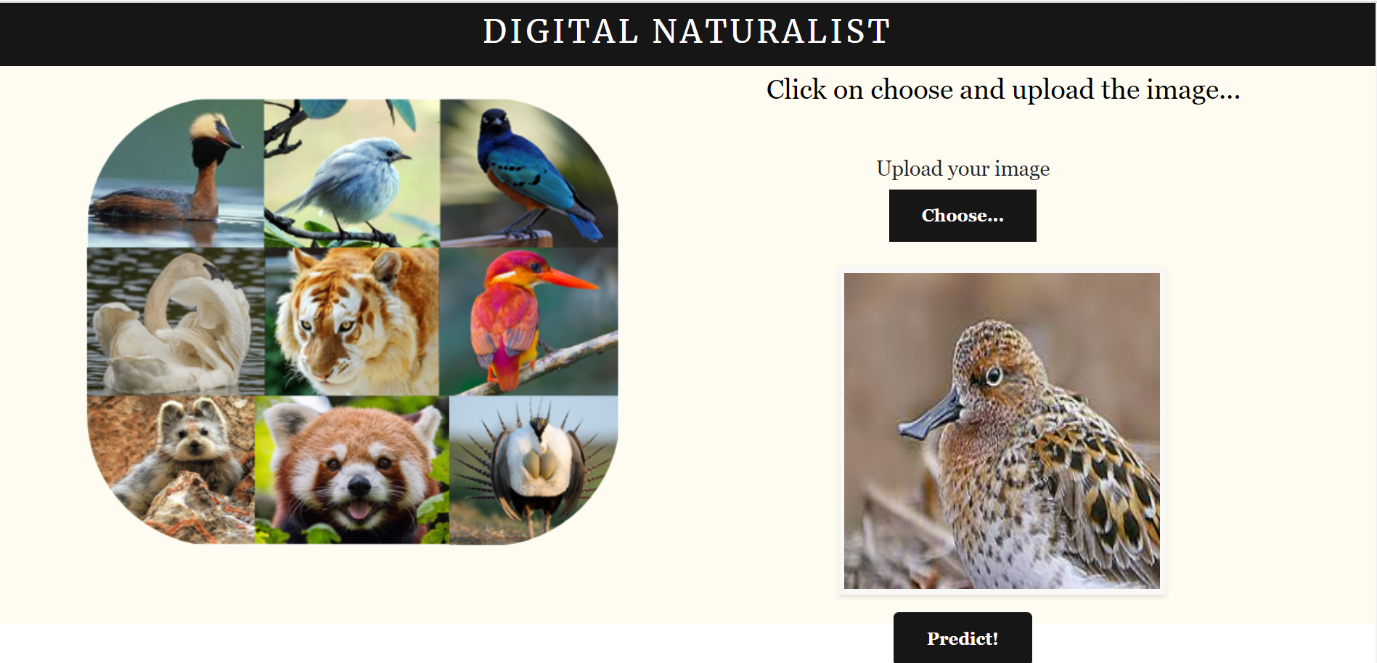 DIGITAL NATURALIST
Click on choose and upload the image...
Upload your image
Choose...
Predict!